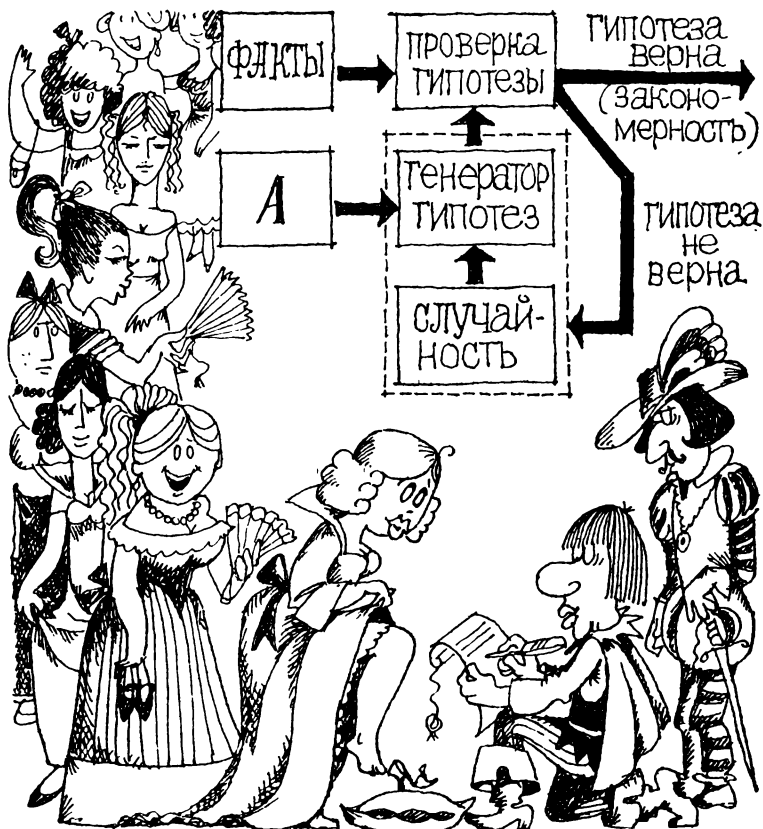 ФАКТЫ
ПРОВЕРКА
ГИПОТЕЗЫ
ГИПОТЕЗА
ВЕРНА
(ЗАКОНО-
МЕРНОСТЬ)
А
ГЕНЕРАТОР
ГИПОТЕЗ
ГИПОТЕЗА
НЕ
ВЕРНА
СЛУЧАЙ-
НОСТЬ